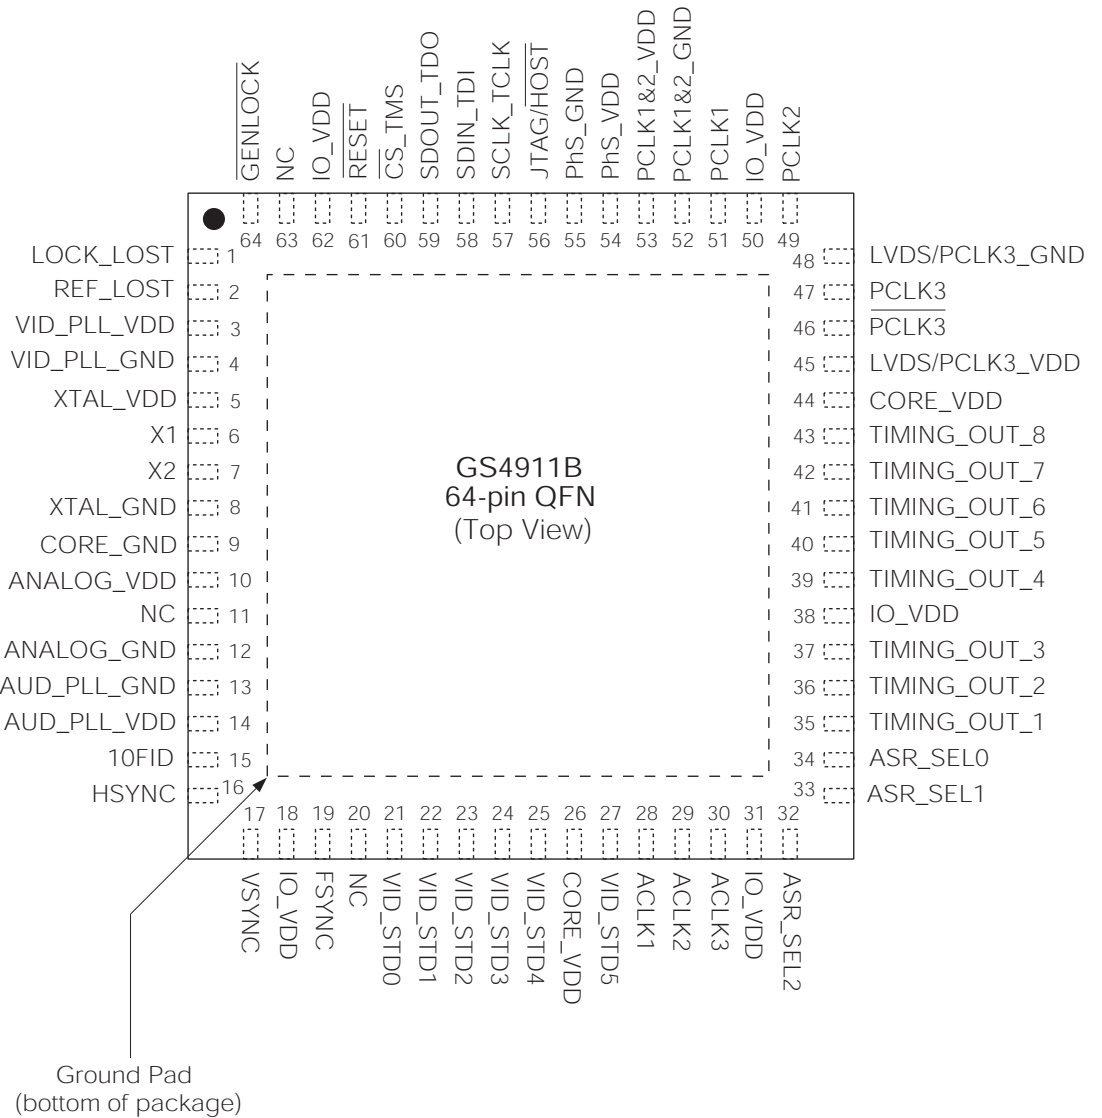 GENLOCK
NC
IO_VDD
RESET
CS_TMS
SDOUT_TDO
SDIN_TDI
SCLK_TCLK
JTAG/HOST
PhS_GND
PhS_VDD
PCLK1&2_VDD
PCLK1&2_GND
PCLK1
IO_VDD
PCLK2
64 63 62 61 60 59 58 57 56 55 54 53 52 51 50 49
LOCK_LOST 1
48 LVDS/PCLK3_GND
REF_LOST 2
47 PCLK3
VID_PLL_VDD 3
46 PCLK3
VID_PLL_GND 4
45 LVDS/PCLK3_VDD
XTAL_VDD 5
44 CORE_VDD
X1 6
43 TIMING_OUT_8
X2 7
42 TIMING_OUT_7
XTAL_GND 8
41 TIMING_OUT_6
CORE_GND 9
40 TIMING_OUT_5
ANALOG_VDD 10
39 TIMING_OUT_4
NC 11
38 IO_VDD
ANALOG_GND 12
37 TIMING_OUT_3
AUD_PLL_GND 13
36 TIMING_OUT_2
AUD_PLL_VDD 14
35 TIMING_OUT_1
10FID 15
34 ASR_SEL0
HSYNC 16
33 ASR_SEL1
GS4911B
64-pin QFN
(Top View)
17 18 19 20 21 22 23 24 25 26 27 28 29 30 31 32
VSYNC
IO_VDD
FSYNC
NC
VID_STD0
VID_STD1
VID_STD2
VID_STD3
VID_STD4
CORE_VDD
VID_STD5
ACLK1
ACLK2
ACLK3
IO_VDD
ASR_SEL2
Ground Pad
(bottom of package)